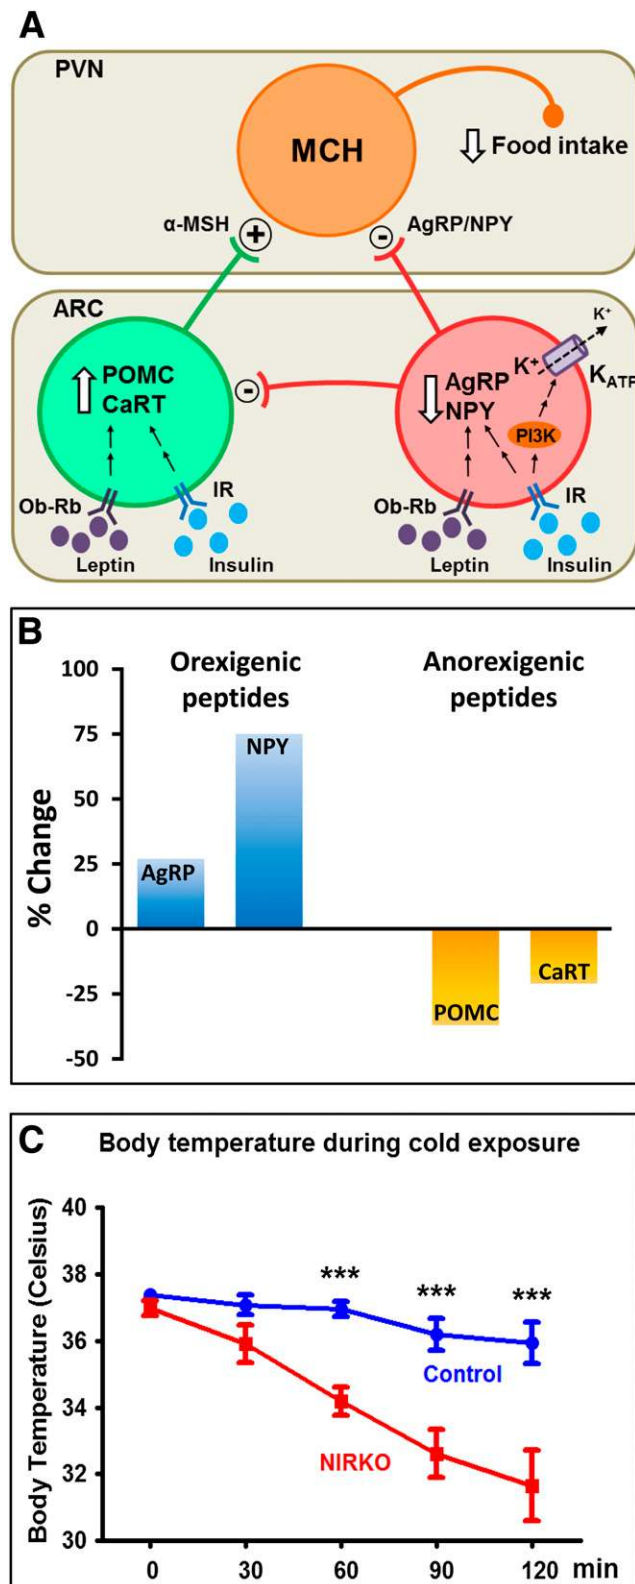 A
PVN
MCH
Food intake
α-MSH
+
-
AgRP/NPY
ARC
POMC
CaRT
-
AgRP
NPY
K⁺
K⁺
K_ATP
PI3K
Ob-Rb
IR
Leptin
Insulin
Ob-Rb
IR
Leptin
Insulin
B
Orexigenic
peptides
Anorexigenic
peptides
% Change
100
75
50
25
0
-25
-50
AgRP
NPY
POMC
CaRT
C
Body temperature during cold exposure
Body Temperature (Celsius)
40
38
36
34
32
30
***
***
***
Control
NIRKO
0 30 60 90 120 min